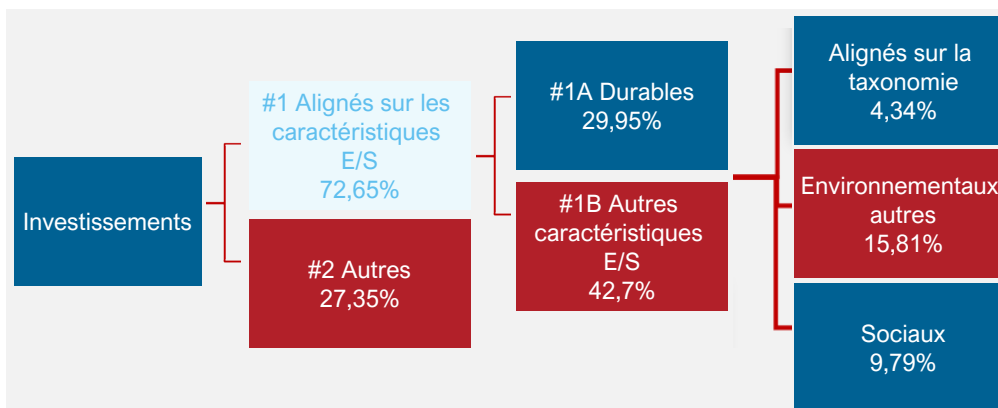 Investissements
#1 Alignés sur les
caractéristiques
E/S
72,65%
#2 Autres
27,35%
#1A Durables
29,95%
#1B Autres
caractéristiques
E/S
42,7%
Alignés sur la
taxonomie
4,34%
Environnementaux
autres
15,81%
Sociaux
9,79%